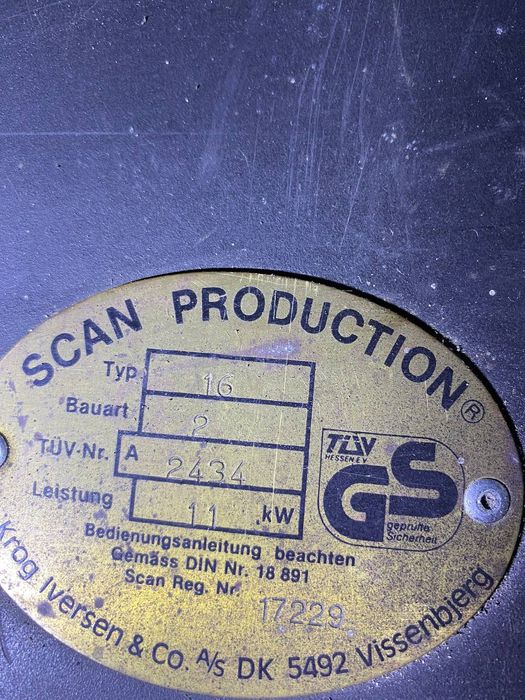 SCAN PRODUCTION ®
Typ 16
Bauart 2
TÜV-Nr. A 2434
Leistung 11 kW
TÜV
HESSEN E.V.
GS
geprüfte
Sicherheit
Bedienungsanleitung beachten
Gemäss DIN Nr. 18 891
Scan Reg. Nr. 17229
Krog Iversen & Co. A/s DK 5492 Vissenbjerg